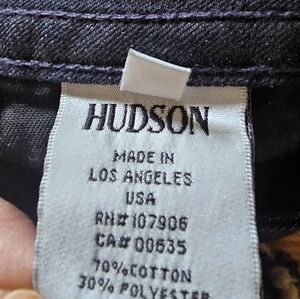 HUDSON
MADE IN
LOS ANGELES
USA
RN# 107906
CA# 00635
70% COTTON
30% POLYESTER